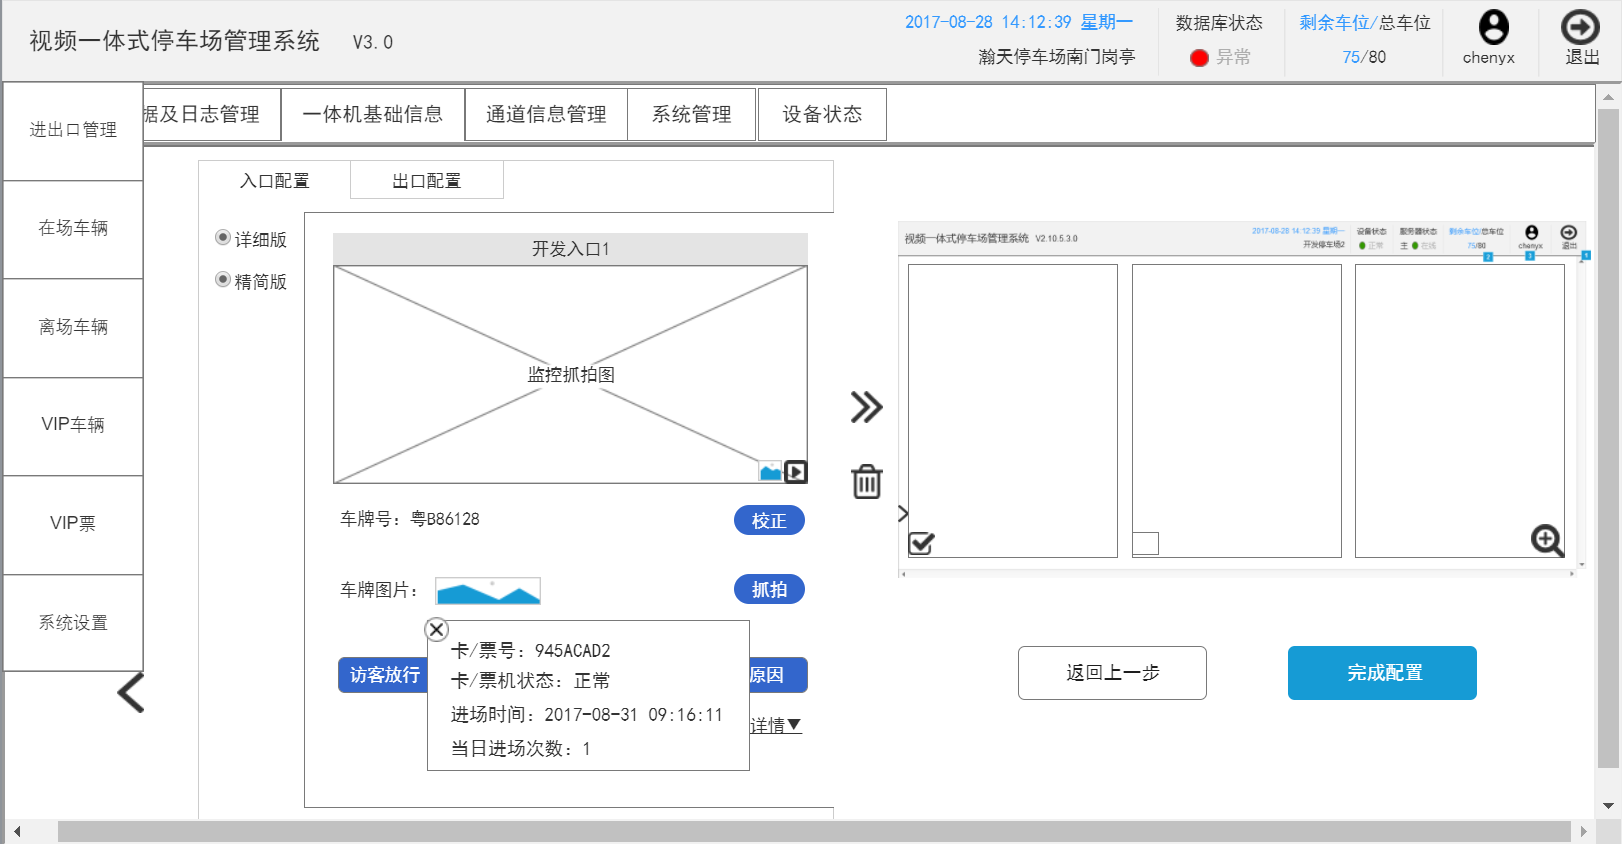 视频一体式停车场管理系统 V3.0
2017-08-28 14:12:39 星期一
瀚天停车场南门岗亭
数据库状态
异常
剩余车位/总车位
75/80
chenyx
退出
进出口管理
在场车辆
离场车辆
VIP车辆
VIP票
系统设置
据及日志管理
一体机基础信息
通道信息管理
系统管理
设备状态
入口配置
出口配置
详细版
精简版
开发入口1
监控抓拍图
车牌号：粤B86128
校正
车牌图片：
抓拍
访客放行
原因
详情▼
卡/票号：945ACAD2
卡/票机状态：正常
进场时间：2017-08-31 09:16:11
当日进场次数：1
视频一体式停车场管理系统 V2.10.5.3.0
2017-08-28 14:12:39 星期一
开发停车场2
设备状态
正常
服务器状态
主 在线
剩余车位/总车位
75/80
chenyx
退出
2
3
1
返回上一步
完成配置